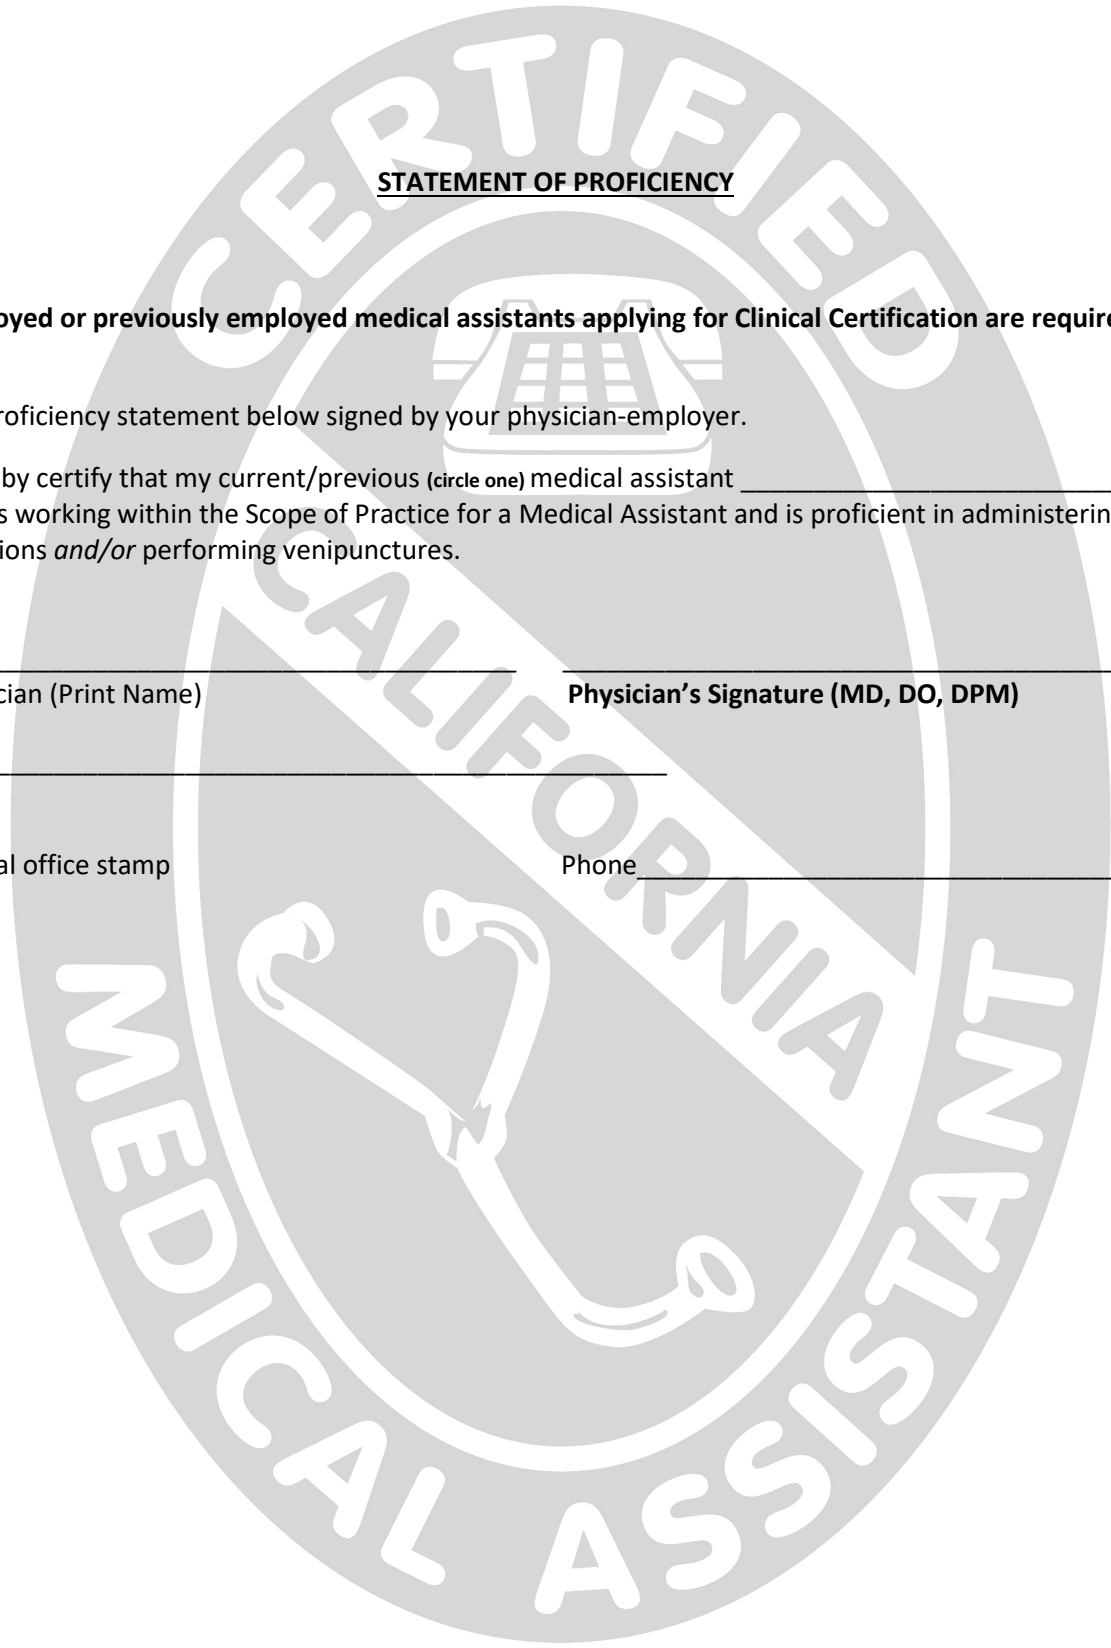 CERTIFIED
STATEMENT OF PROFICIENCY
oyed or previously employed medical assistants applying for Clinical Certification are require
roficiency statement below signed by your physician-employer.
by certify that my current/previous (circle one) medical assistant ____________________________
s working within the Scope of Practice for a Medical Assistant and is proficient in administerin
ions and/or performing venipunctures.
cian (Print Name) Physician’s Signature (MD, DO, DPM)
al office stamp Phone____________________________________
CALIFORNIA
MEDICAL ASSISTANT